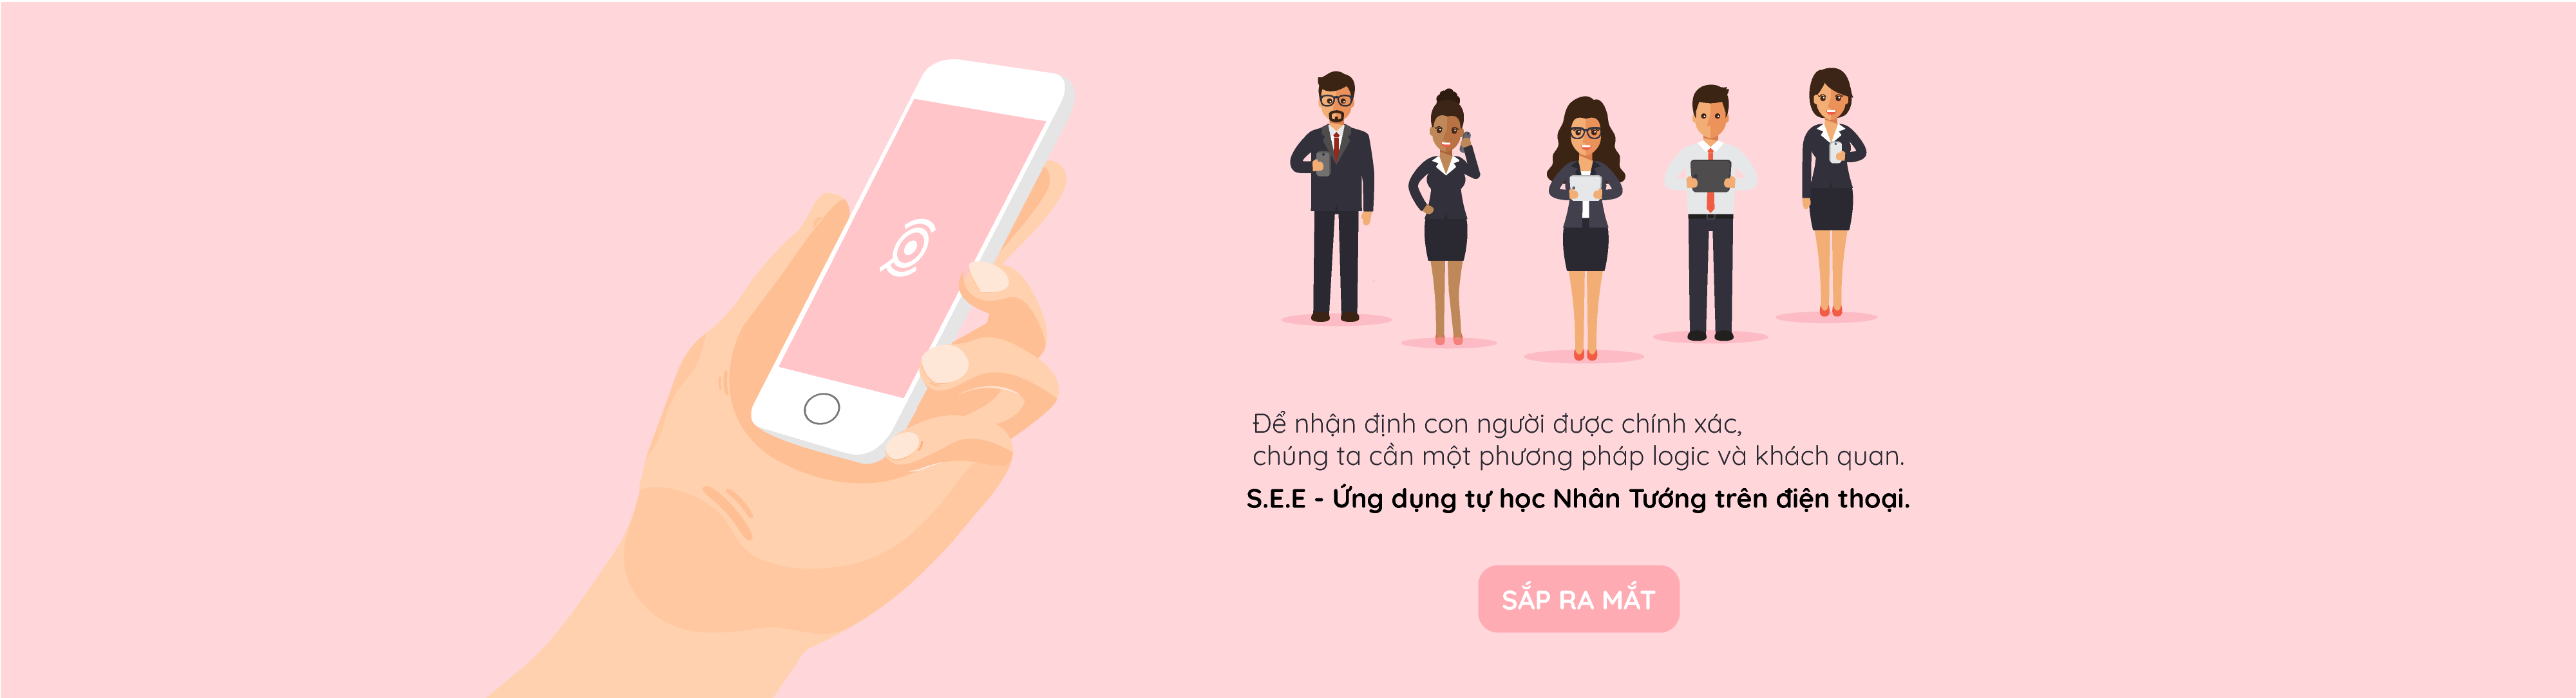 Để nhận định con người được chính xác,
chúng ta cần một phương pháp logic và khách quan.
S.E.E - Ứng dụng tự học Nhân Tướng trên điện thoại.
SẮP RA MẮT